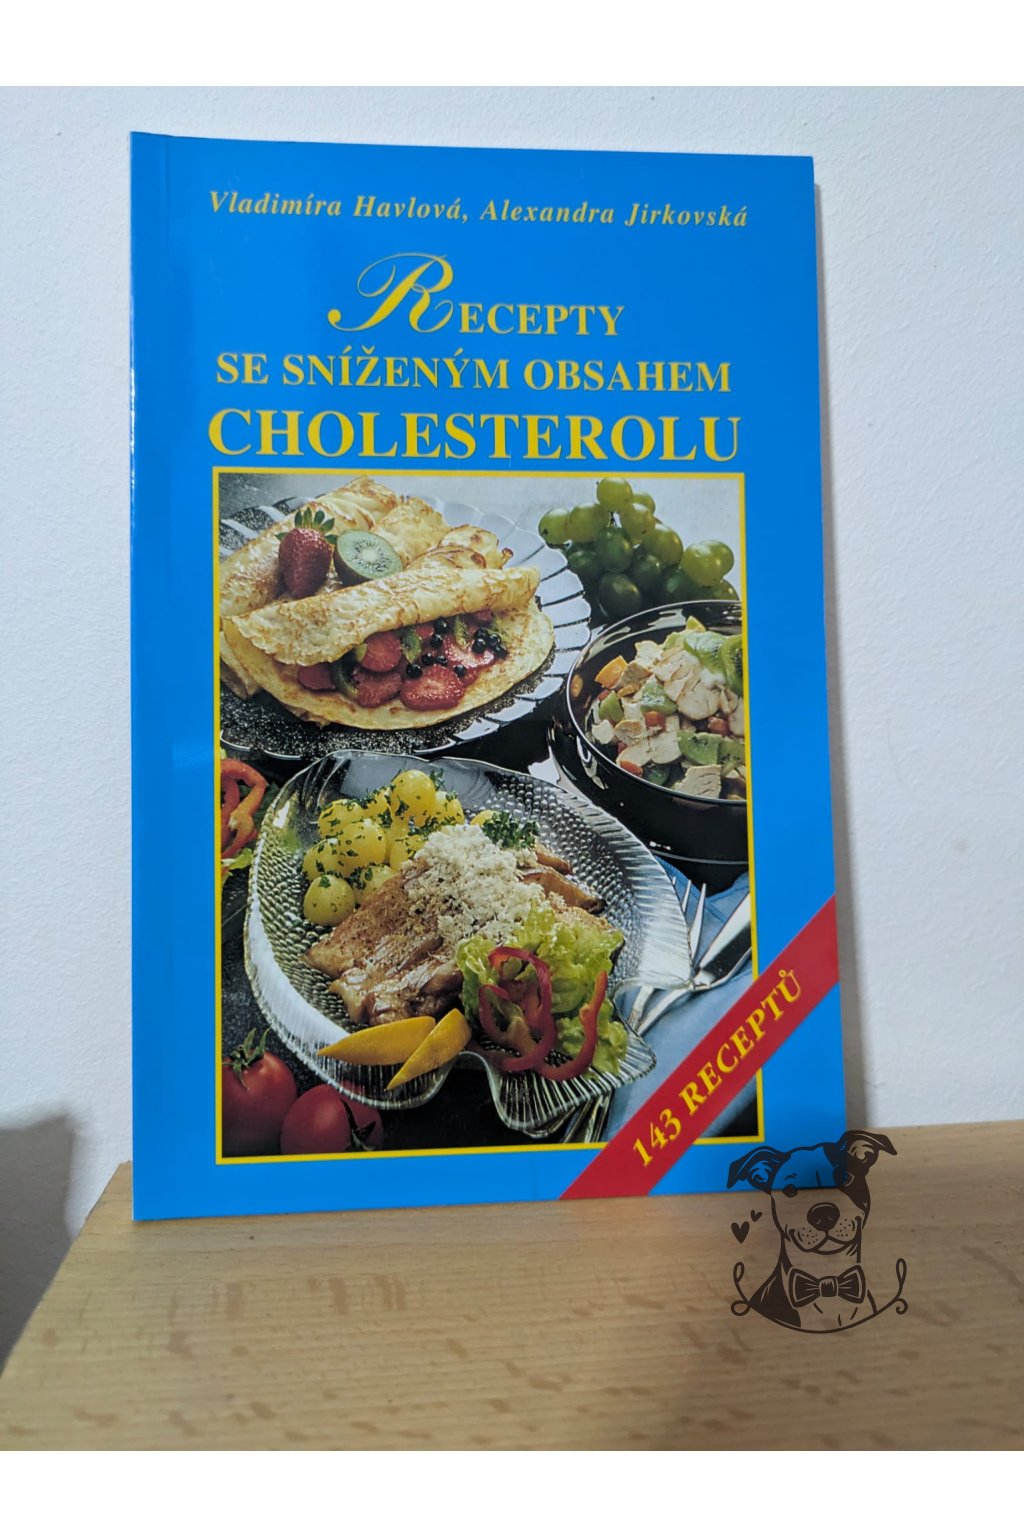 Vladimíra Havlová, Alexandra Jirkovská
RECEPTY
SE SNÍŽENÝM OBSAHEM
CHOLESTEROLU
143 RECEPTŮ